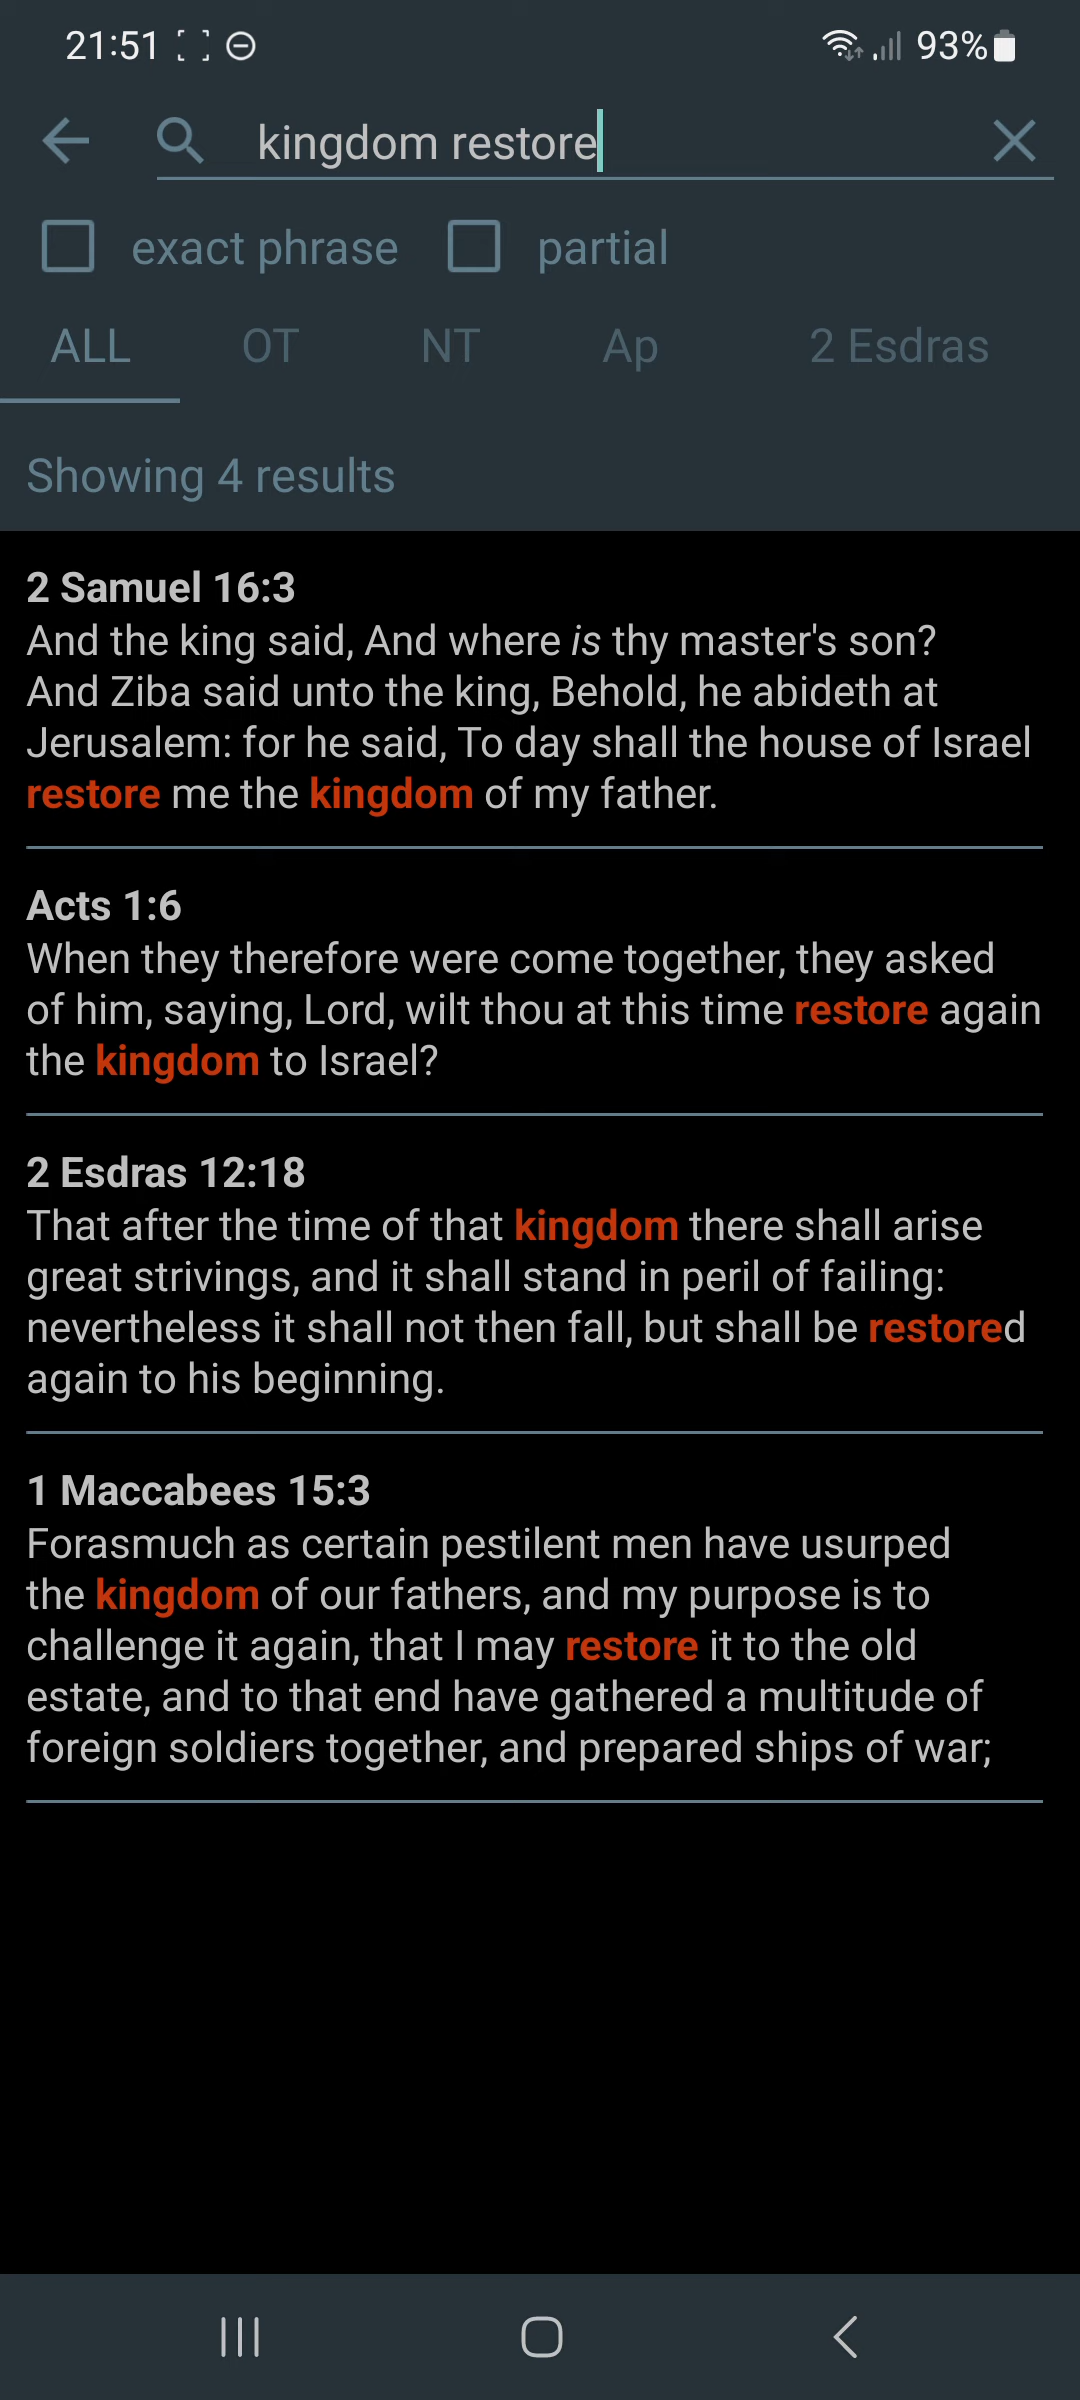 21:51
93%
kingdom restore
exact phrase
partial
ALL
OT
NT
Ap
2 Esdras
Showing 4 results
2 Samuel 16:3
And the king said, And where is thy master's son?
And Ziba said unto the king, Behold, he abideth at
Jerusalem: for he said, To day shall the house of Israel
restore me the kingdom of my father.
Acts 1:6
When they therefore were come together, they asked
of him, saying, Lord, wilt thou at this time restore again
the kingdom to Israel?
2 Esdras 12:18
That after the time of that kingdom there shall arise
great strivings, and it shall stand in peril of failing:
nevertheless it shall not then fall, but shall be restored
again to his beginning.
1 Maccabees 15:3
Forasmuch as certain pestilent men have usurped
the kingdom of our fathers, and my purpose is to
challenge it again, that I may restore it to the old
estate, and to that end have gathered a multitude of
foreign soldiers together, and prepared ships of war;